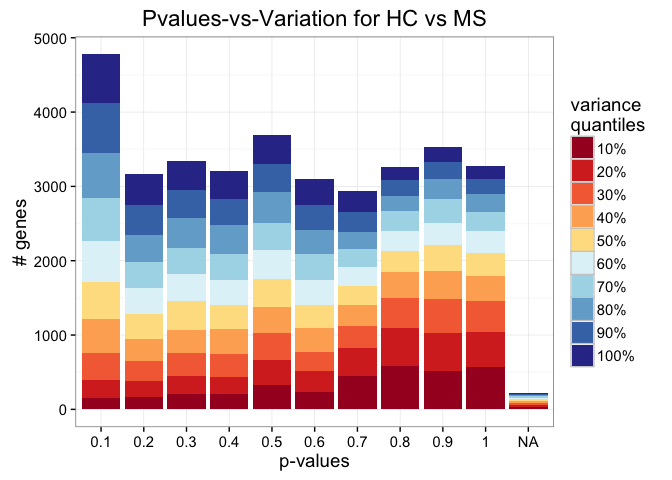 Pvalues-vs-Variation for HC vs MS
5000
4000
3000
2000
1000
0
# genes
0.1 0.2 0.3 0.4 0.5 0.6 0.7 0.8 0.9 1 NA
p-values
variance
quantiles
10%
20%
30%
40%
50%
60%
70%
80%
90%
100%